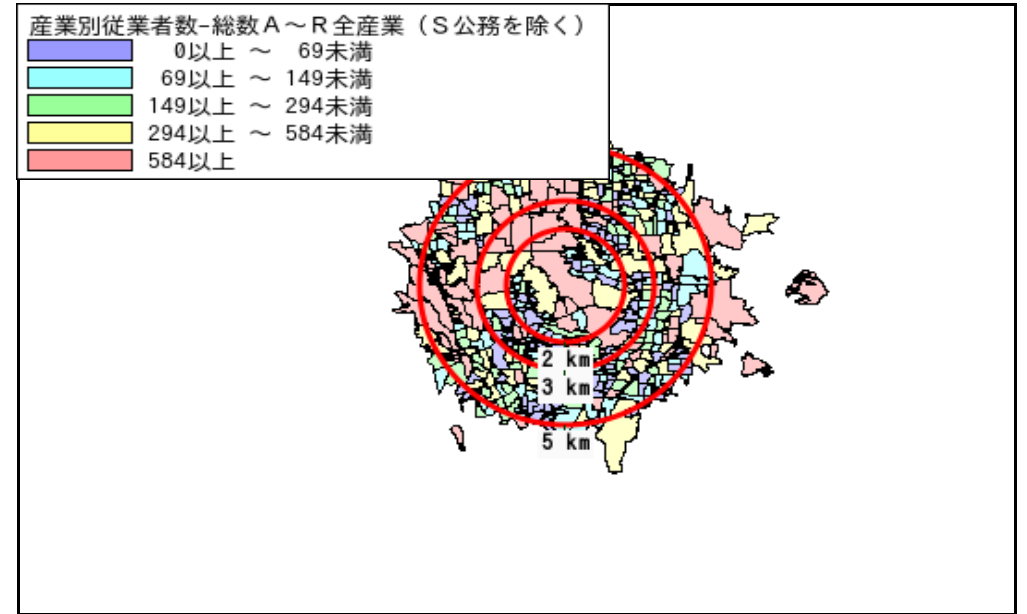 産業別従業者数-総数A~R全産業(S公務を除く)
0以上 ~ 69未満
69以上 ~ 149未満
149以上 ~ 294未満
294以上 ~ 584未満
584以上
2 km
3 km
5 km